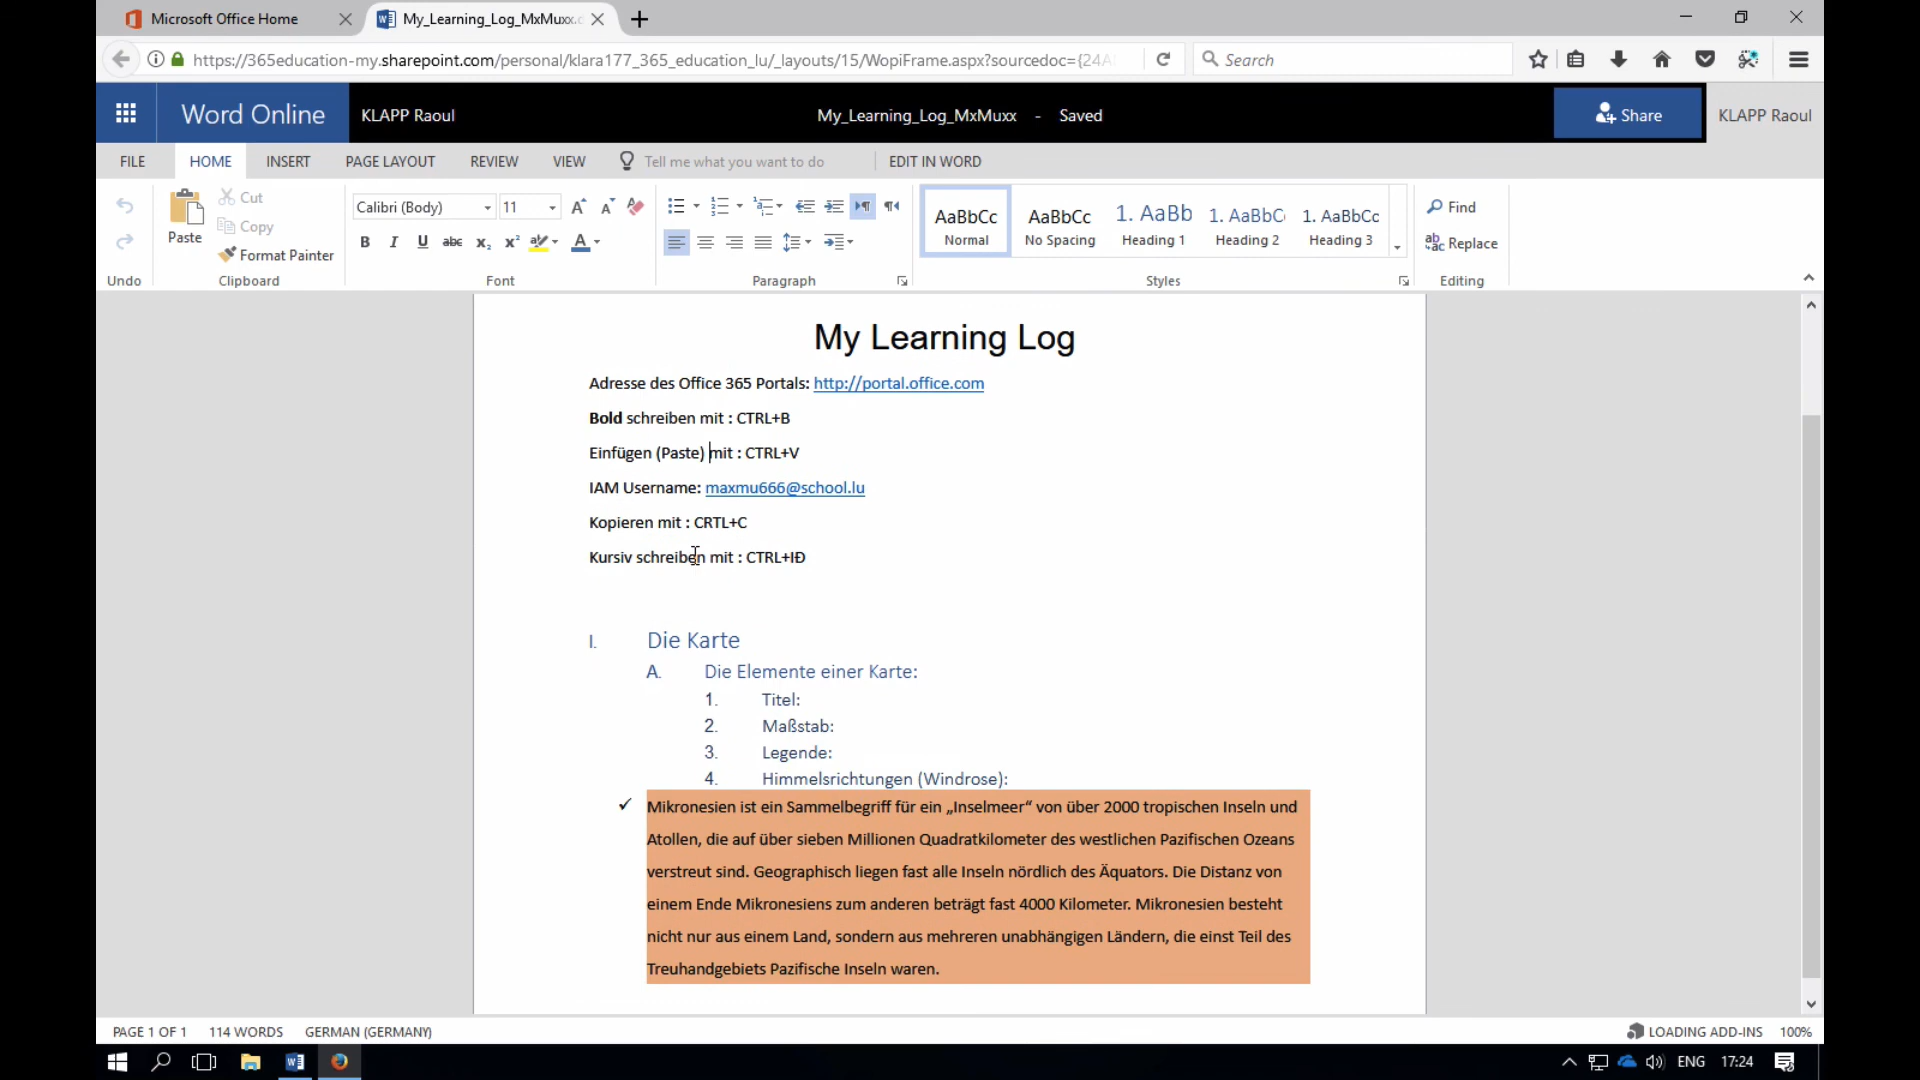 Microsoft Office Home
My_Learning_Log_MxMuxx.
https://365education-my.sharepoint.com/personal/klara177_365_education_lu/_layouts/15/WopiFrame.aspx?sourcedoc={24A
Search
Word Online
KLAPP Raoul
My_Learning_Log_MxMuxx - Saved
Share
KLAPP Raoul
FILE HOME INSERT PAGE LAYOUT REVIEW VIEW Tell me what you want to do EDIT IN WORD
Paste
Cut
Copy
Format Painter
Calibri (Body) 11
B I U abc x₂ x² A
AaBbCc AaBbCc 1. AaBb 1. AaBbC 1. AaBbCc
Normal No Spacing Heading 1 Heading 2 Heading 3
Find
Replace
Undo Clipboard Font Paragraph Styles Editing
My Learning Log
Adresse des Office 365 Portals: http://portal.office.com
Bold schreiben mit : CTRL+B
Einfügen (Paste) mit : CTRL+V
IAM Username: maxmu666@school.lu
Kopieren mit : CRTL+C
Kursiv schreiben mit : CTRL+IĐ
I. Die Karte
A. Die Elemente einer Karte:
1. Titel:
2. Maßstab:
3. Legende:
4. Himmelsrichtungen (Windrose):
✓ Mikronesien ist ein Sammelbegriff für ein „Inselmeer“ von über 2000 tropischen Inseln und
Atollen, die auf über sieben Millionen Quadratkilometer des westlichen Pazifischen Ozeans
verstreut sind. Geographisch liegen fast alle Inseln nördlich des Äquators. Die Distanz von
einem Ende Mikronesiens zum anderen beträgt fast 4000 Kilometer. Mikronesien besteht
nicht nur aus einem Land, sondern aus mehreren unabhängigen Ländern, die einst Teil des
Treuhandgebiets Pazifische Inseln waren.
PAGE 1 OF 1 114 WORDS GERMAN (GERMANY) LOADING ADD-INS 100%
ENG 17:24